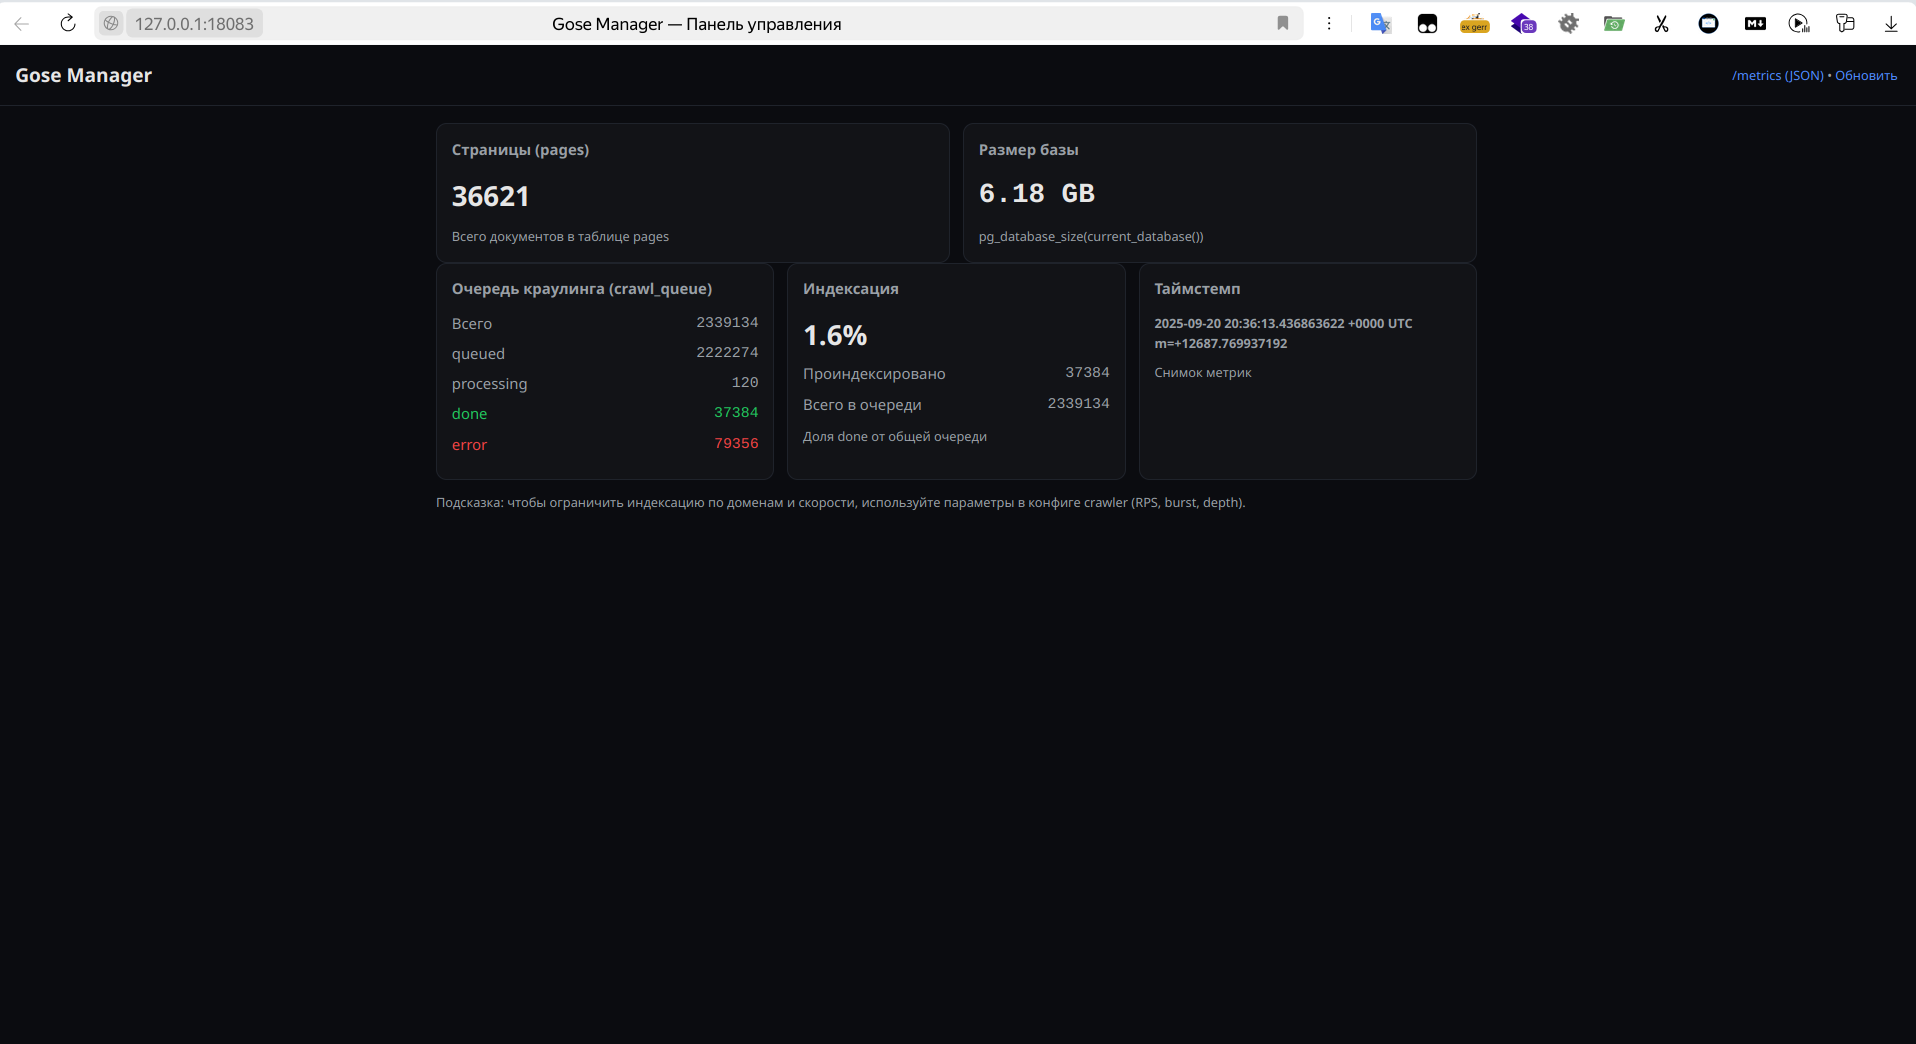 127.0.0.1:18083
Gose Manager — Панель управления
ex gerr
38
M
Gose Manager
/metrics (JSON) • Обновить
Страницы (pages)
36621
Всего документов в таблице pages
Размер базы
6.18 GB
pg_database_size(current_database())
Очередь краулинга (crawl_queue)
Всего 2339134
queued 2222274
processing 120
done 37384
error 79356
Индексация
1.6%
Проиндексировано 37384
Всего в очереди 2339134
Доля done от общей очереди
Таймстемп
2025-09-20 20:36:13.436863622 +0000 UTC
m=+12687.769937192
Снимок метрик
Подсказка: чтобы ограничить индексацию по доменам и скорости, используйте параметры в конфиге crawler (RPS, burst, depth).